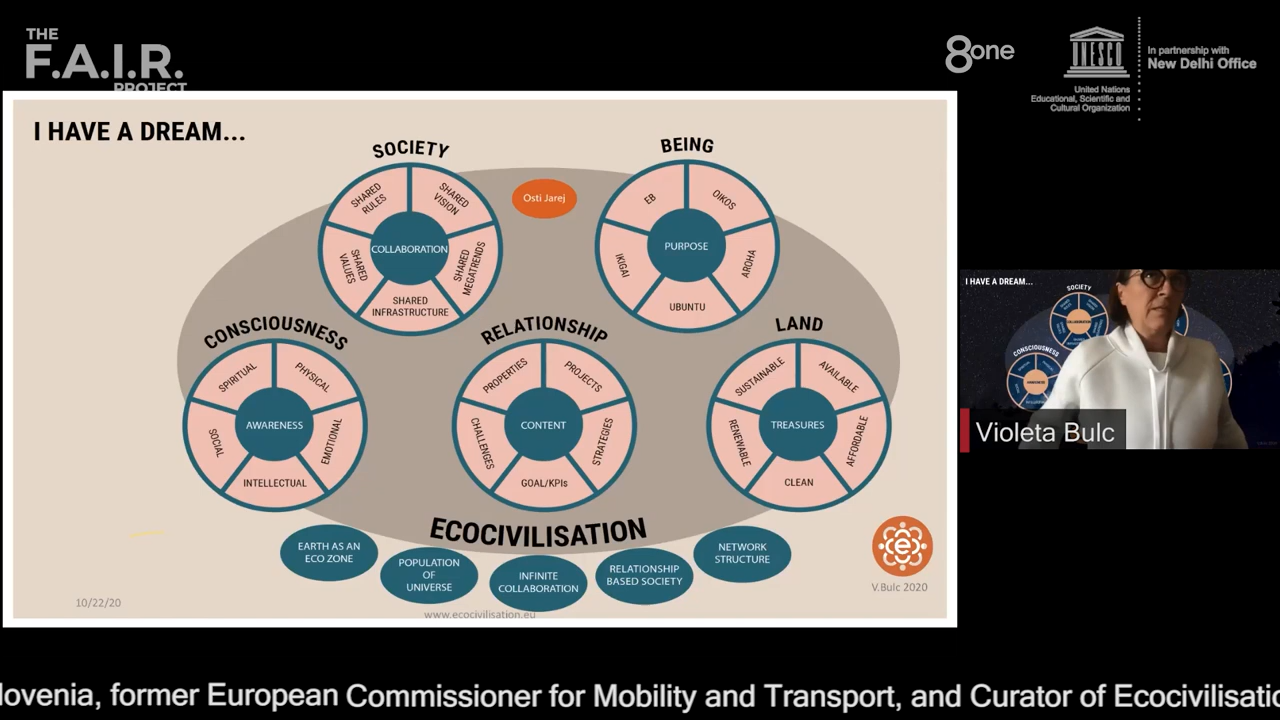 THE
F.A.I.R.
PROJECT
8one
UNESCO
United Nations
Educational, Scientific and
Cultural Organization
In partnership with
New Delhi Office
I HAVE A DREAM...
SOCIETY
SHARED
RULES
SHARED
VISION
SHARED
VALUES
COLLABORATION
SHARED
MEGATRENDS
SHARED
INFRASTRUCTURE
Osti Jarej
BEING
EB
OIKOS
IKIGAI
PURPOSE
AROHA
UBUNTU
CONSCIOUSNESS
SPIRITUAL
PHYSICAL
SOCIAL
AWARENESS
EMOTIONAL
INTELLECTUAL
RELATIONSHIP
PROPERTIES
PROJECTS
CHALLENGES
CONTENT
STRATEGIES
GOAL/KPIs
LAND
SUSTAINABLE
AVAILABLE
RENEWABLE
TREASURES
AFFORDABLE
CLEAN
ECOCIVILISATION
EARTH AS AN
ECO ZONE
POPULATION
OF
UNIVERSE
INFINITE
COLLABORATION
RELATIONSHIP
BASED SOCIETY
NETWORK
STRUCTURE
e
V.Bulc 2020
10/22/20
www.ecocivilisation.eu
I HAVE A DREAM...
SOCIETY
COLLABORATION
CONSCIOUSNESS
AWARENESS
Violeta Bulc
lovenia, former European Commissioner for Mobility and Transport, and Curator of Ecocivilisatio